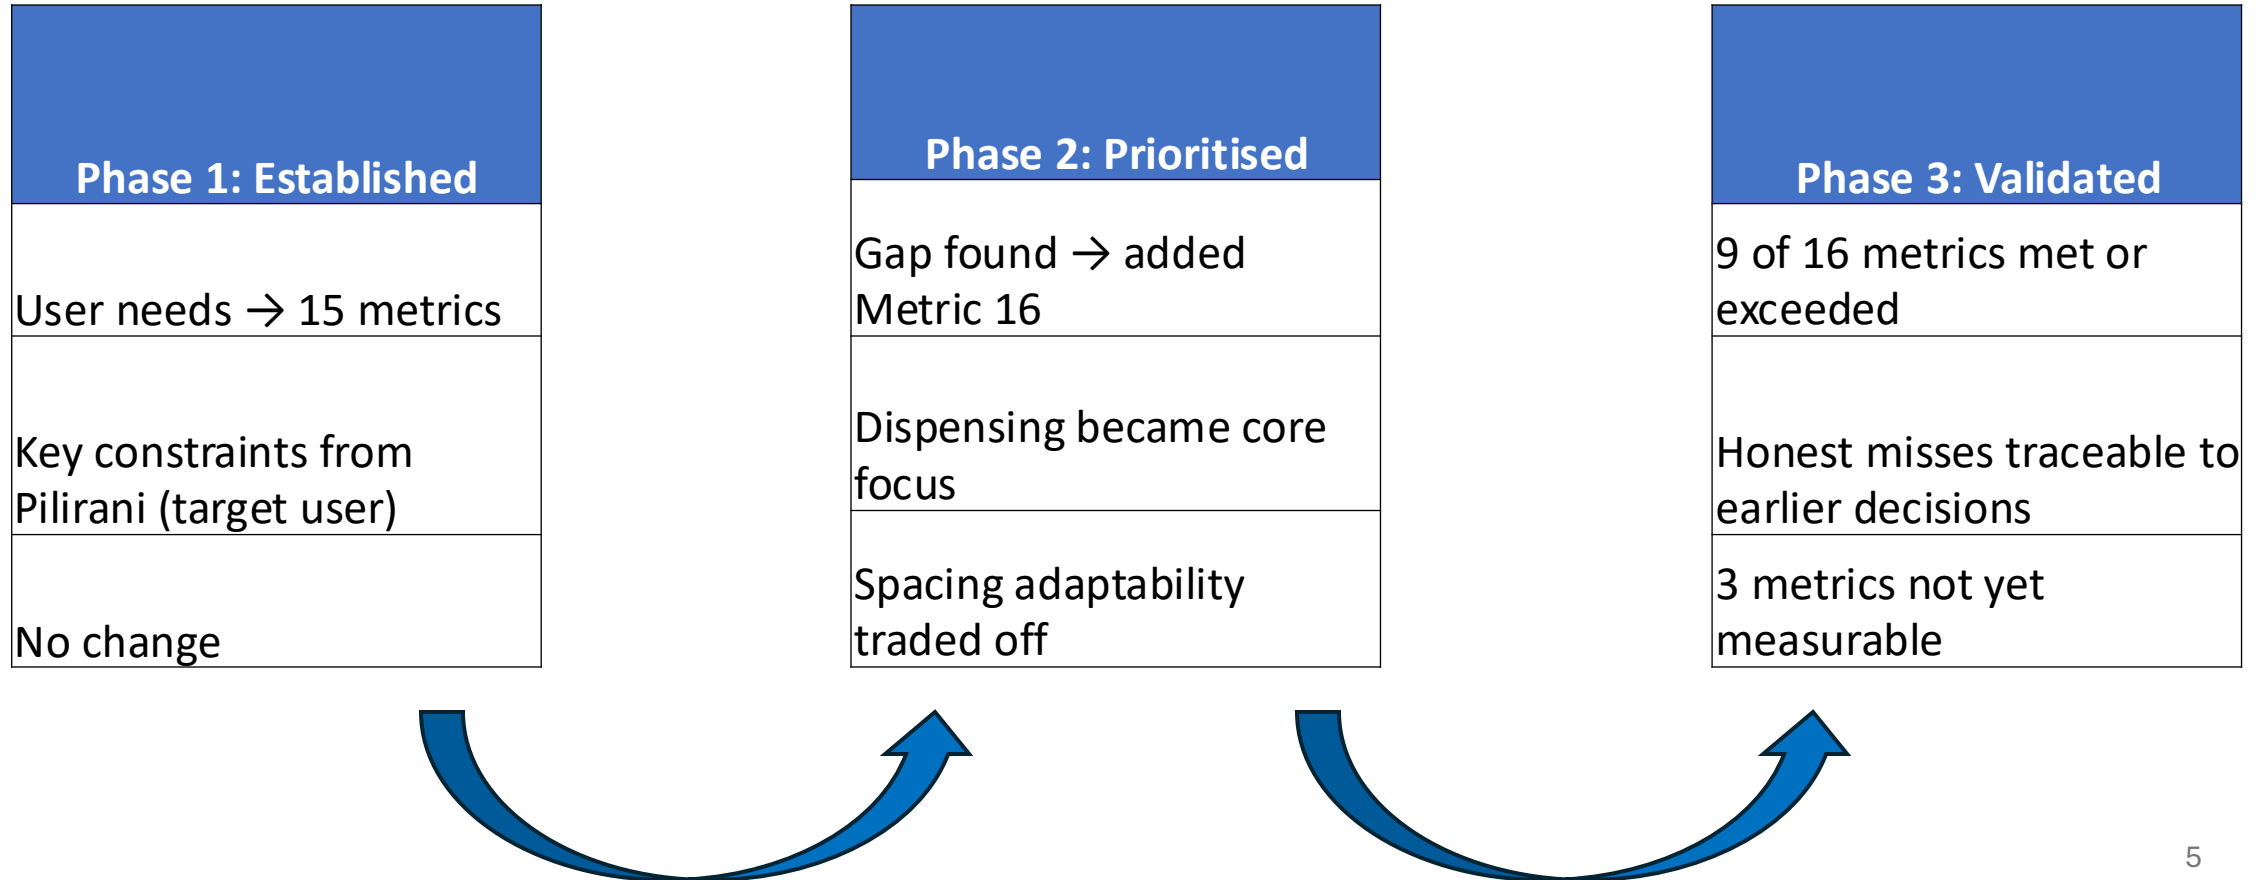 Phase 1: Established
User needs → 15 metrics
Key constraints from
Pilirani (target user)
No change
Phase 2: Prioritised
Gap found → added
Metric 16
Dispensing became core
focus
Spacing adaptability
traded off
Phase 3: Validated
9 of 16 metrics met or
exceeded
Honest misses traceable to
earlier decisions
3 metrics not yet
measurable
5